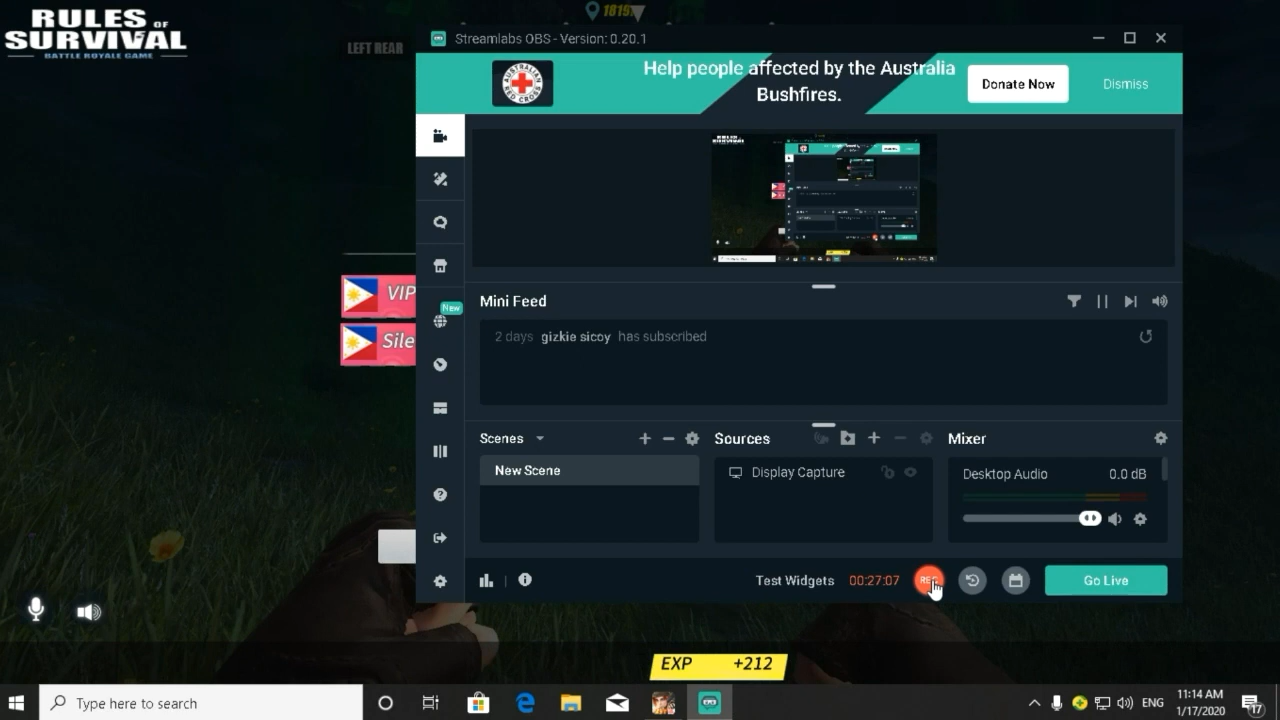 RULES OF
SURVIVAL
BATTLE ROYALE GAME
LEFT REAR
Streamlabs OBS - Version: 0.20.1
AUSTRALIAN
RED CROSS
Help people affected by the Australia
Bushfires.
Donate Now
Dismiss
New
VIP
Sile
Mini Feed
2 days gizkie sicoy has subscribed
Scenes
Sources
Mixer
New Scene
Display Capture
Desktop Audio
0.0 dB
Test Widgets
00:27:07
REC
Go Live
EXP +212
Type here to search
ENG
11:14 AM
1/17/2020
17